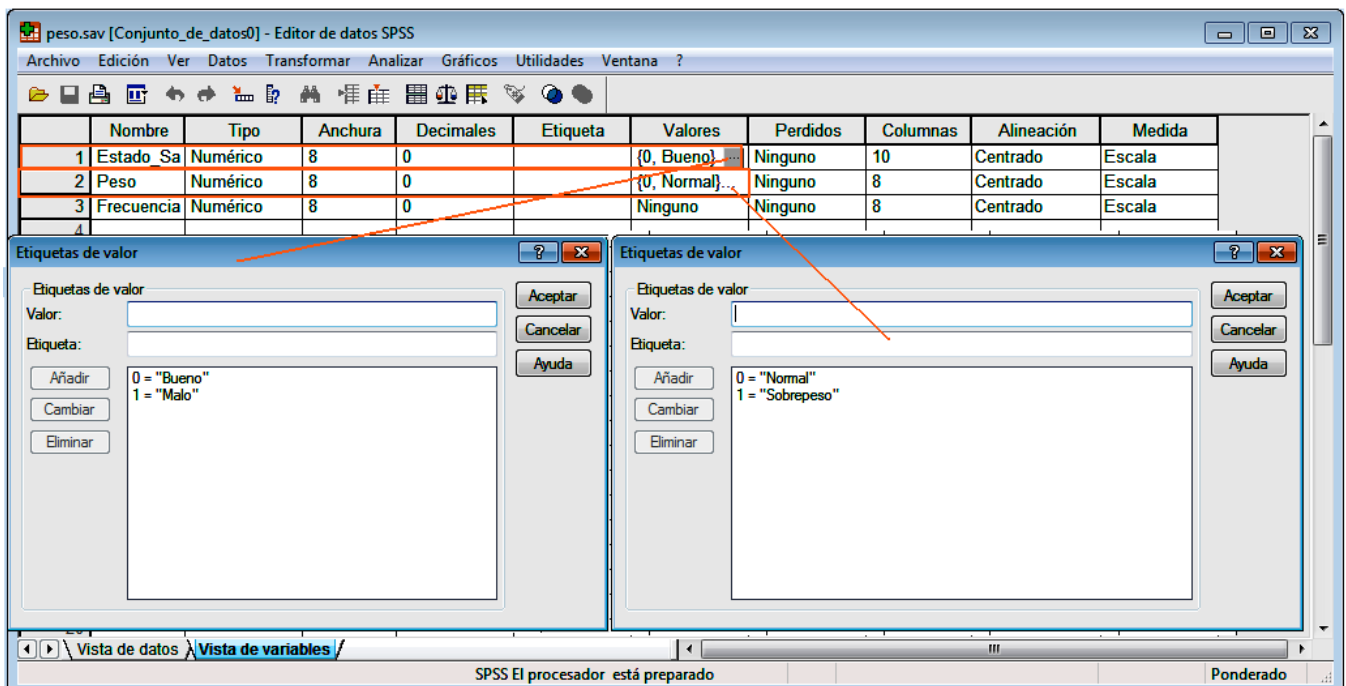 peso.sav [Conjunto_de_datos0] - Editor de datos SPSS
Archivo Edición Ver Datos Transformar Analizar Gráficos Utilidades Ventana ?
Nombre Tipo Anchura Decimales Etiqueta Valores Perdidos Columnas Alineación Medida
1 Estado_Sa Numérico 8 0 {0, Bueno} ... Ninguno 10 Centrado Escala
2 Peso Numérico 8 0 {0, Normal}... Ninguno 8 Centrado Escala
3 Frecuencia Numérico 8 0 Ninguno Ninguno 8 Centrado Escala
4
Etiquetas de valor ?
Etiquetas de valor
Valor:
Etiqueta:
Aceptar
Cancelar
Ayuda
Añadir
Cambiar
Eliminar
0 = "Bueno"
1 = "Malo"
Etiquetas de valor ?
Etiquetas de valor
Valor:
Etiqueta:
Aceptar
Cancelar
Ayuda
Añadir
Cambiar
Eliminar
0 = "Normal"
1 = "Sobrepeso"
Vista de datos Vista de variables
SPSS El procesador está preparado
Ponderado